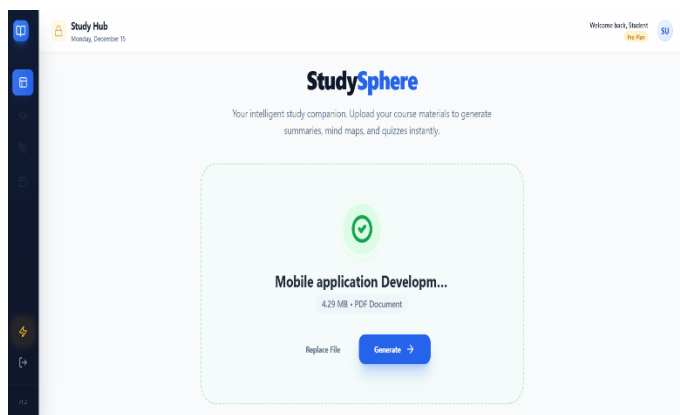 Study Hub
Monday, December 15
Welcome back, Student
Pro Plan
SU
StudySphere
Your intelligent study companion. Upload your course materials to generate
summaries, mind maps, and quizzes instantly.
Mobile application Developm...
4.29 MB • PDF Document
Replace File
Generate →
v1.2